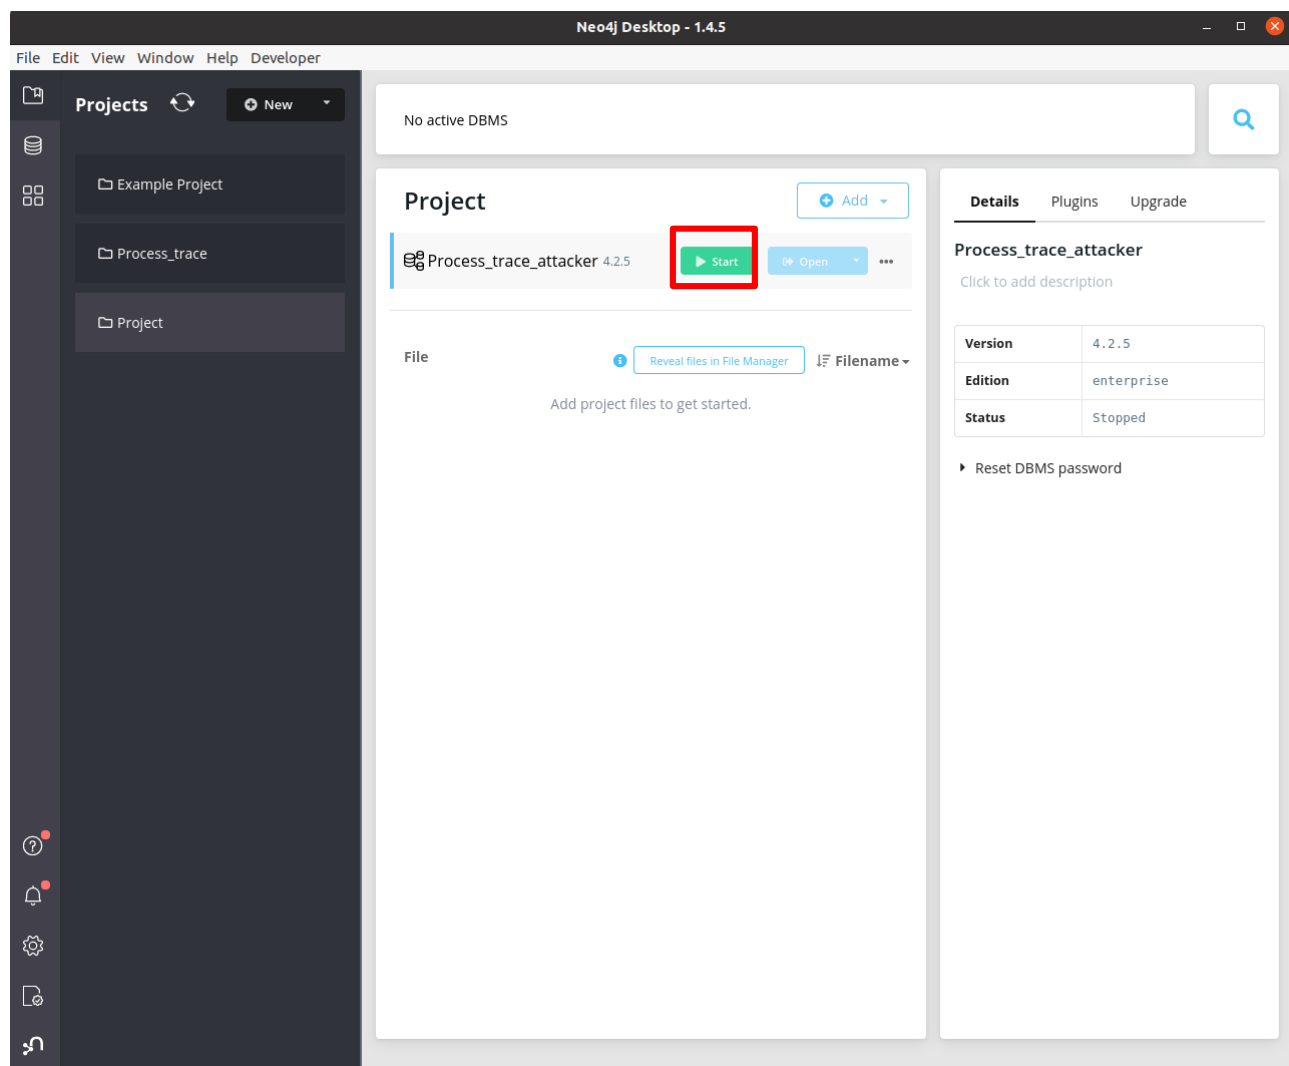 Neo4j Desktop - 1.4.5
File Edit View Window Help Developer
Projects
New
Example Project
Process_trace
Project
No active DBMS
Project
Add
Process_trace_attacker 4.2.5
Start
Open
File
Reveal files in File Manager
Filename
Add project files to get started.
Details Plugins Upgrade
Process_trace_attacker
Click to add description
Version 4.2.5
Edition enterprise
Status Stopped
Reset DBMS password